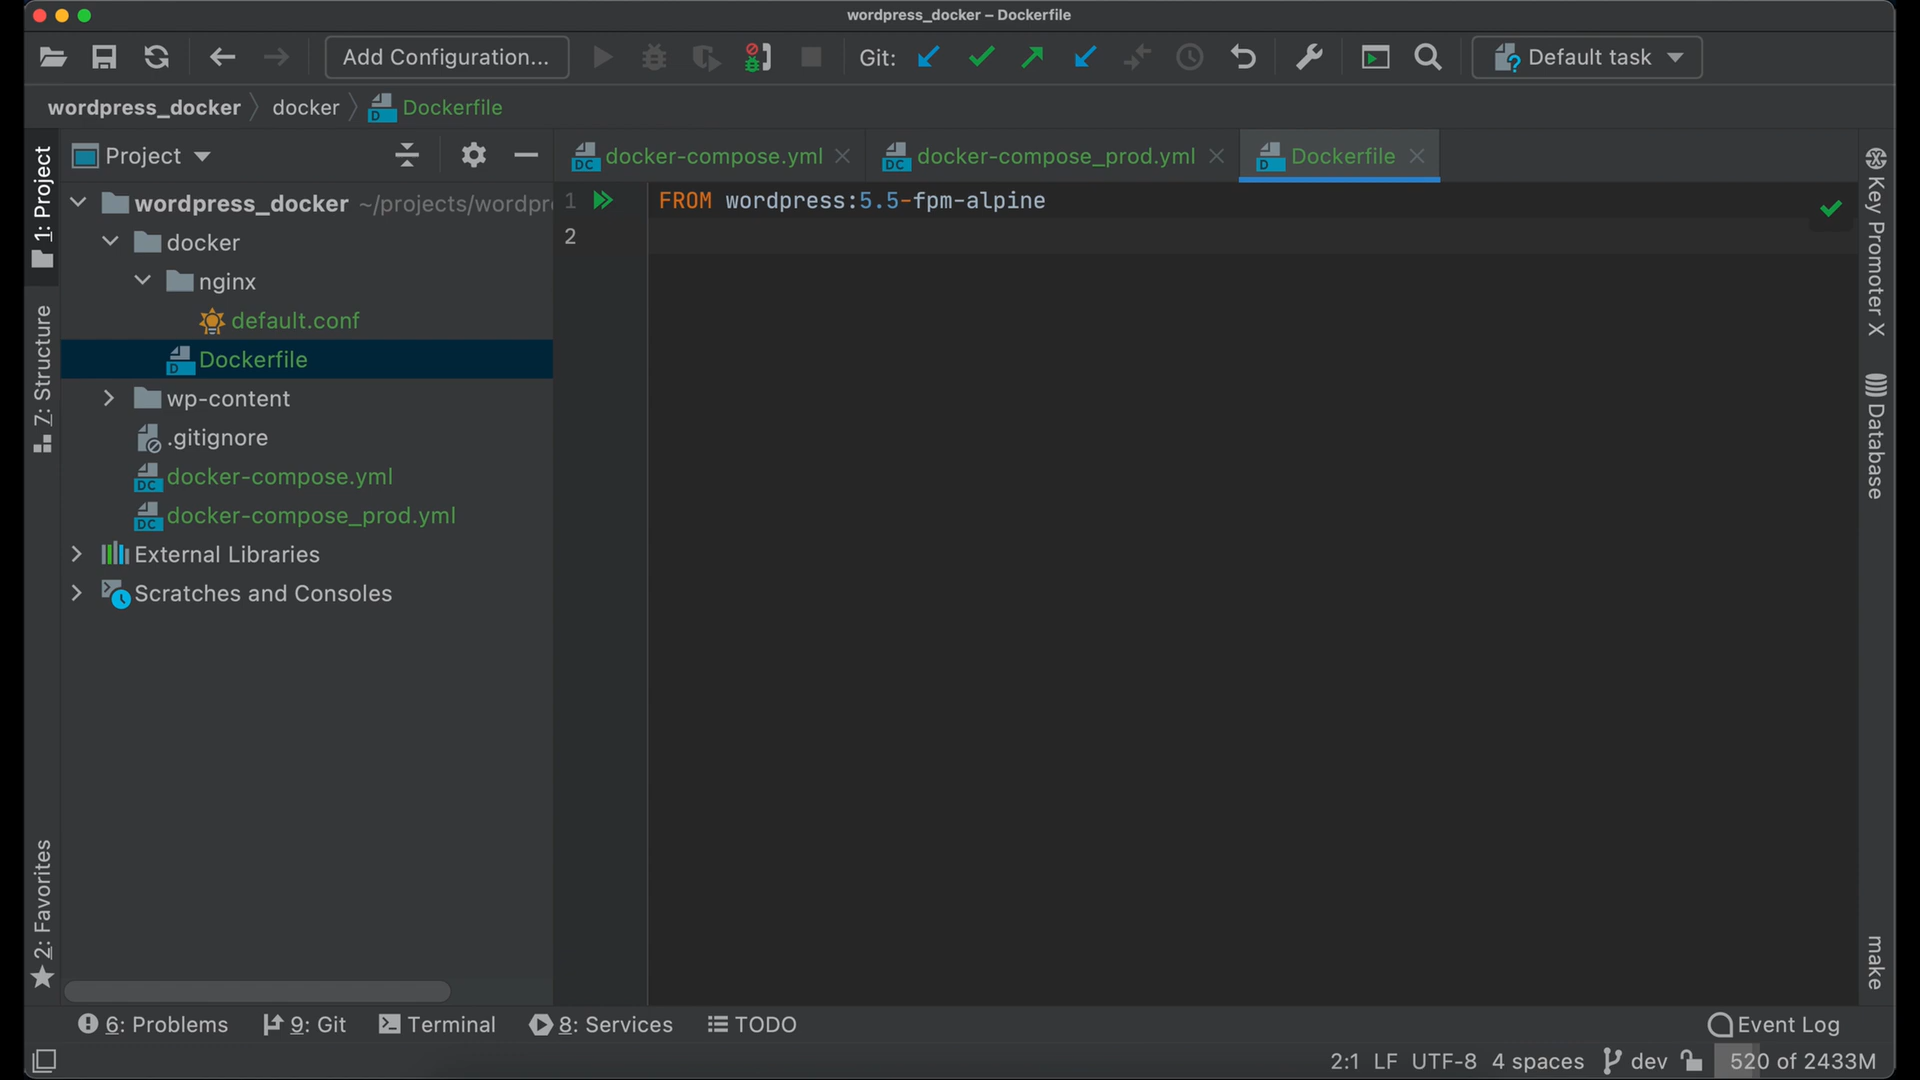 wordpress_docker – Dockerfile
Add Configuration...
Git:
Default task
wordpress_docker
docker
Dockerfile
1: Project
Project
docker-compose.yml
docker-compose_prod.yml
Dockerfile
wordpress_docker ~/projects/wordpr
docker
nginx
default.conf
Dockerfile
wp-content
.gitignore
docker-compose.yml
docker-compose_prod.yml
External Libraries
Scratches and Consoles
1 FROM wordpress:5.5-fpm-alpine
2
7: Structure
2: Favorites
Key Promoter X
Database
make
6: Problems
9: Git
Terminal
8: Services
TODO
Event Log
2:1 LF UTF-8 4 spaces dev 520 of 2433M